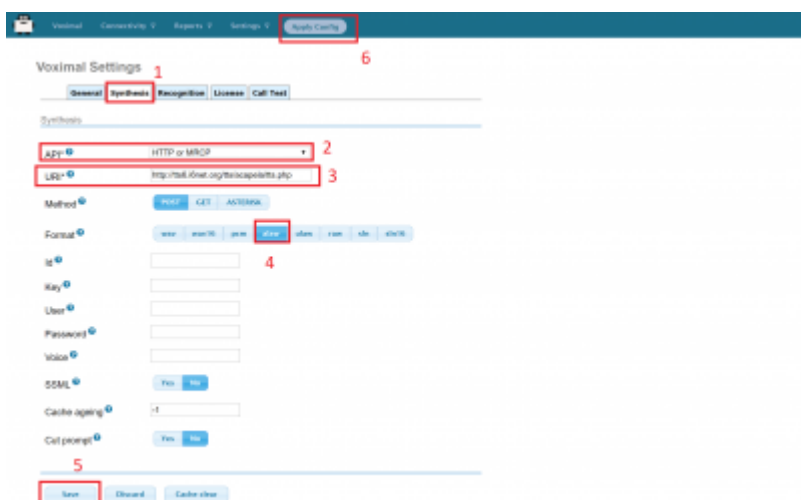 Voximal Connectivity Reports Settings Apply Config
6
Voximal Settings
1
General Synthesis Recognition License Call Test
Synthesis
API* HTTP or MRCP 2
URI* 3
Method POST GET ASTERISK
Format wav wav16 pcm alaw ulaw raw sln sln16
4
Id
Key
User
Password
Voice
SSML Yes No
Cache ageing -1
Cut prompt Yes No
5
Save Discard Cache clear